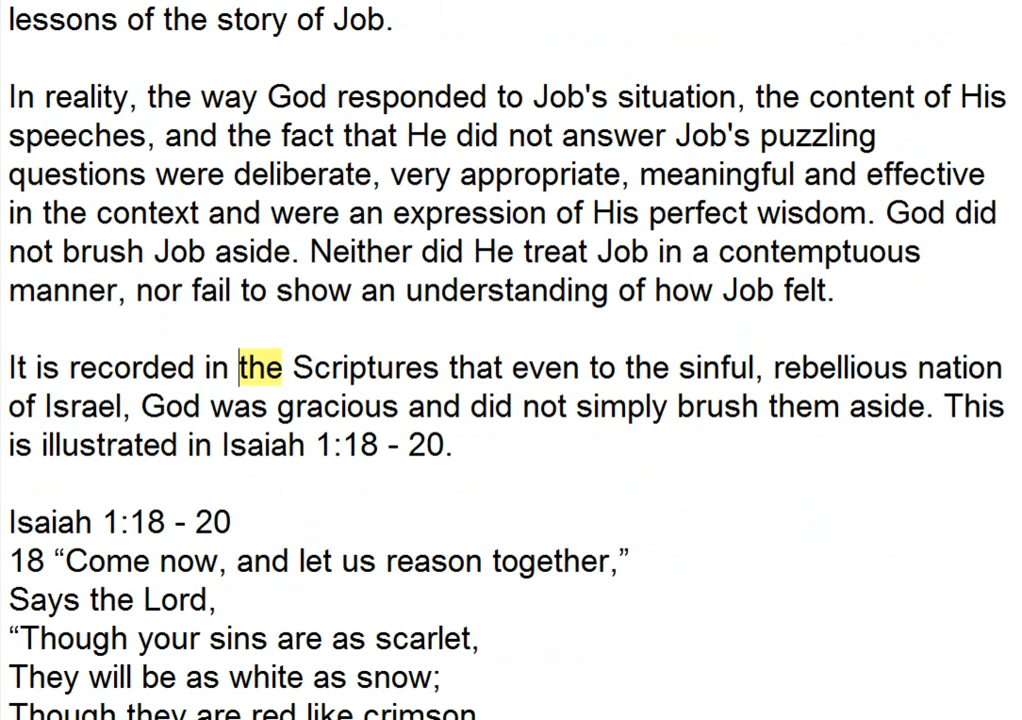 lessons of the story of Job.
In reality, the way God responded to Job's situation, the content of His
speeches, and the fact that He did not answer Job's puzzling
questions were deliberate, very appropriate, meaningful and effective
in the context and were an expression of His perfect wisdom. God did
not brush Job aside. Neither did He treat Job in a contemptuous
manner, nor fail to show an understanding of how Job felt.
It is recorded in the Scriptures that even to the sinful, rebellious nation
of Israel, God was gracious and did not simply brush them aside. This
is illustrated in Isaiah 1:18 - 20.
Isaiah 1:18 - 20
18 “Come now, and let us reason together,”
Says the Lord,
“Though your sins are as scarlet,
They will be as white as snow;
Though they are red like crimson